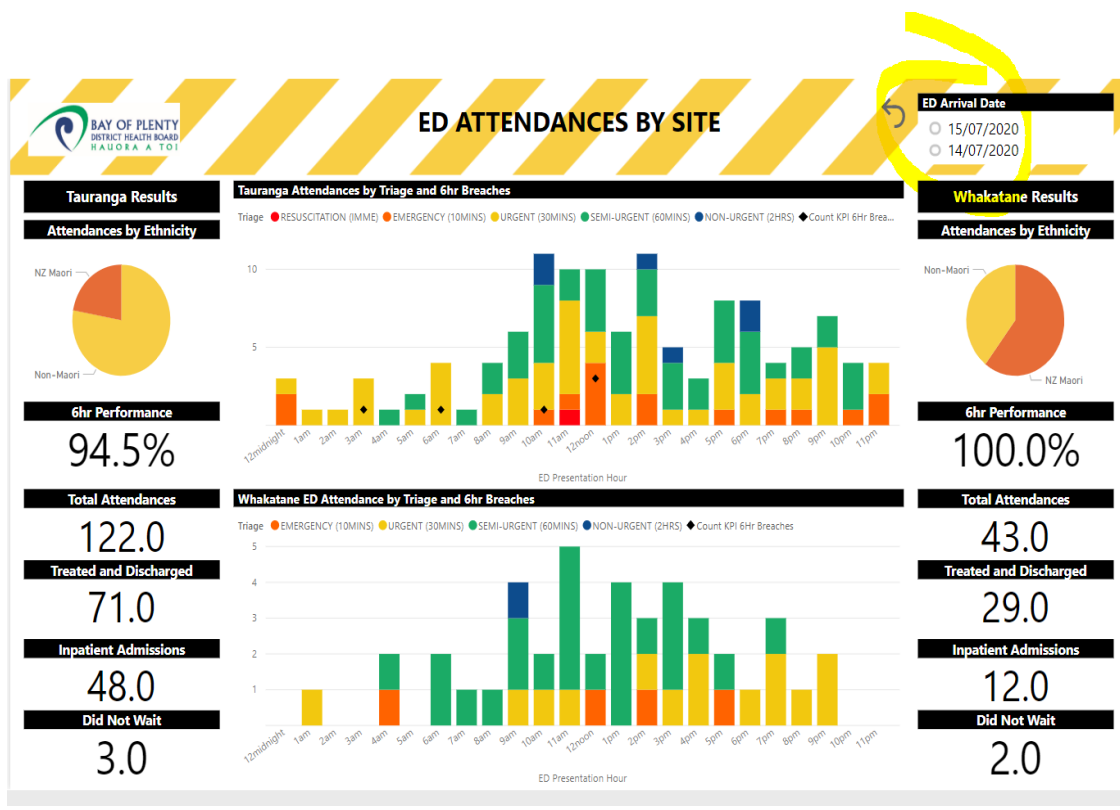 BAY OF PLENTY
DISTRICT HEALTH BOARD
HAUORA A TOI
ED ATTENDANCES BY SITE
ED Arrival Date
15/07/2020
14/07/2020
Tauranga Results
Attendances by Ethnicity
NZ Maori
Non-Maori
6hr Performance
94.5%
Total Attendances
122.0
Treated and Discharged
71.0
Inpatient Admissions
48.0
Did Not Wait
3.0
Tauranga Attendances by Triage and 6hr Breaches
Triage RESUSCITATION (IMME) EMERGENCY (10MINS) URGENT (30MINS) SEMI-URGENT (60MINS) NON-URGENT (2HRS) Count KPI 6Hr Brea...
10
5
12midnight 1am 2am 3am 4am 5am 6am 7am 8am 9am 10am 11am 12noon 1pm 2pm 3pm 4pm 5pm 6pm 7pm 8pm 9pm 10pm 11pm
ED Presentation Hour
Whakatane ED Attendance by Triage and 6hr Breaches
Triage EMERGENCY (10MINS) URGENT (30MINS) SEMI-URGENT (60MINS) NON-URGENT (2HRS) Count KPI 6Hr Breaches
5
4
3
2
1
12midnight 1am 2am 3am 4am 5am 6am 7am 8am 9am 10am 11am 12noon 1pm 2pm 3pm 4pm 5pm 6pm 7pm 8pm 9pm 10pm 11pm
ED Presentation Hour
Whakatane Results
Attendances by Ethnicity
Non-Maori
NZ Maori
6hr Performance
100.0%
Total Attendances
43.0
Treated and Discharged
29.0
Inpatient Admissions
12.0
Did Not Wait
2.0